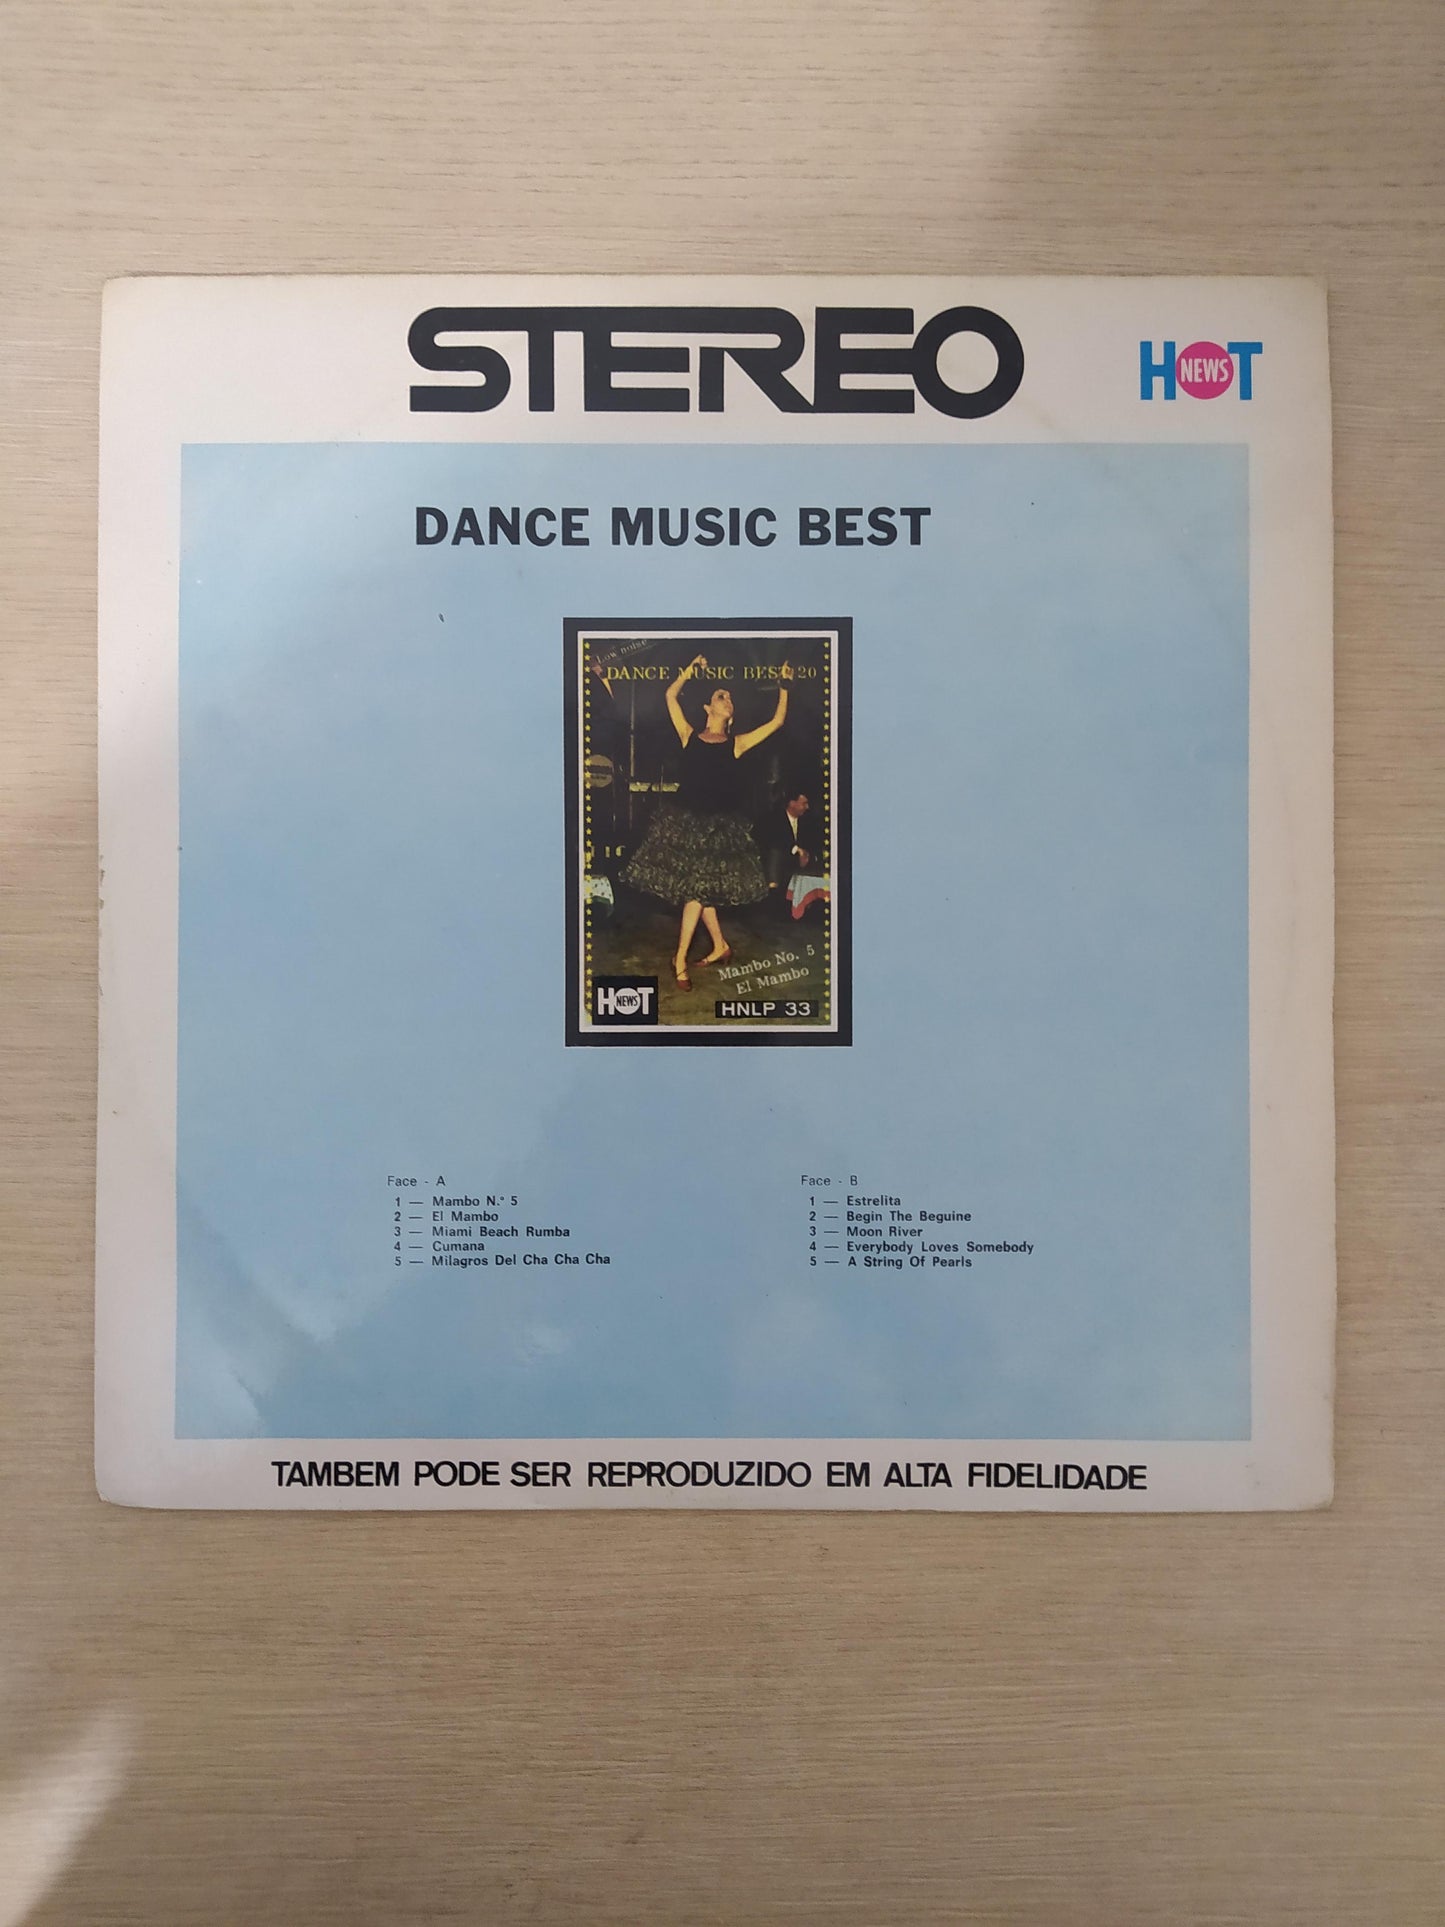 STEREO
HOT NEWS
DANCE MUSIC BEST
Low noise
DANCE MUSIC BEST 20
Mambo No. 5
El Mambo
HOT NEWS
HNLP 33
Face - A
1 — Mambo N.º 5
2 — El Mambo
3 — Miami Beach Rumba
4 — Cumana
5 — Milagros Del Cha Cha Cha
Face - B
1 — Estrelita
2 — Begin The Beguine
3 — Moon River
4 — Everybody Loves Somebody
5 — A String Of Pearls
TAMBEM PODE SER REPRODUZIDO EM ALTA FIDELIDADE